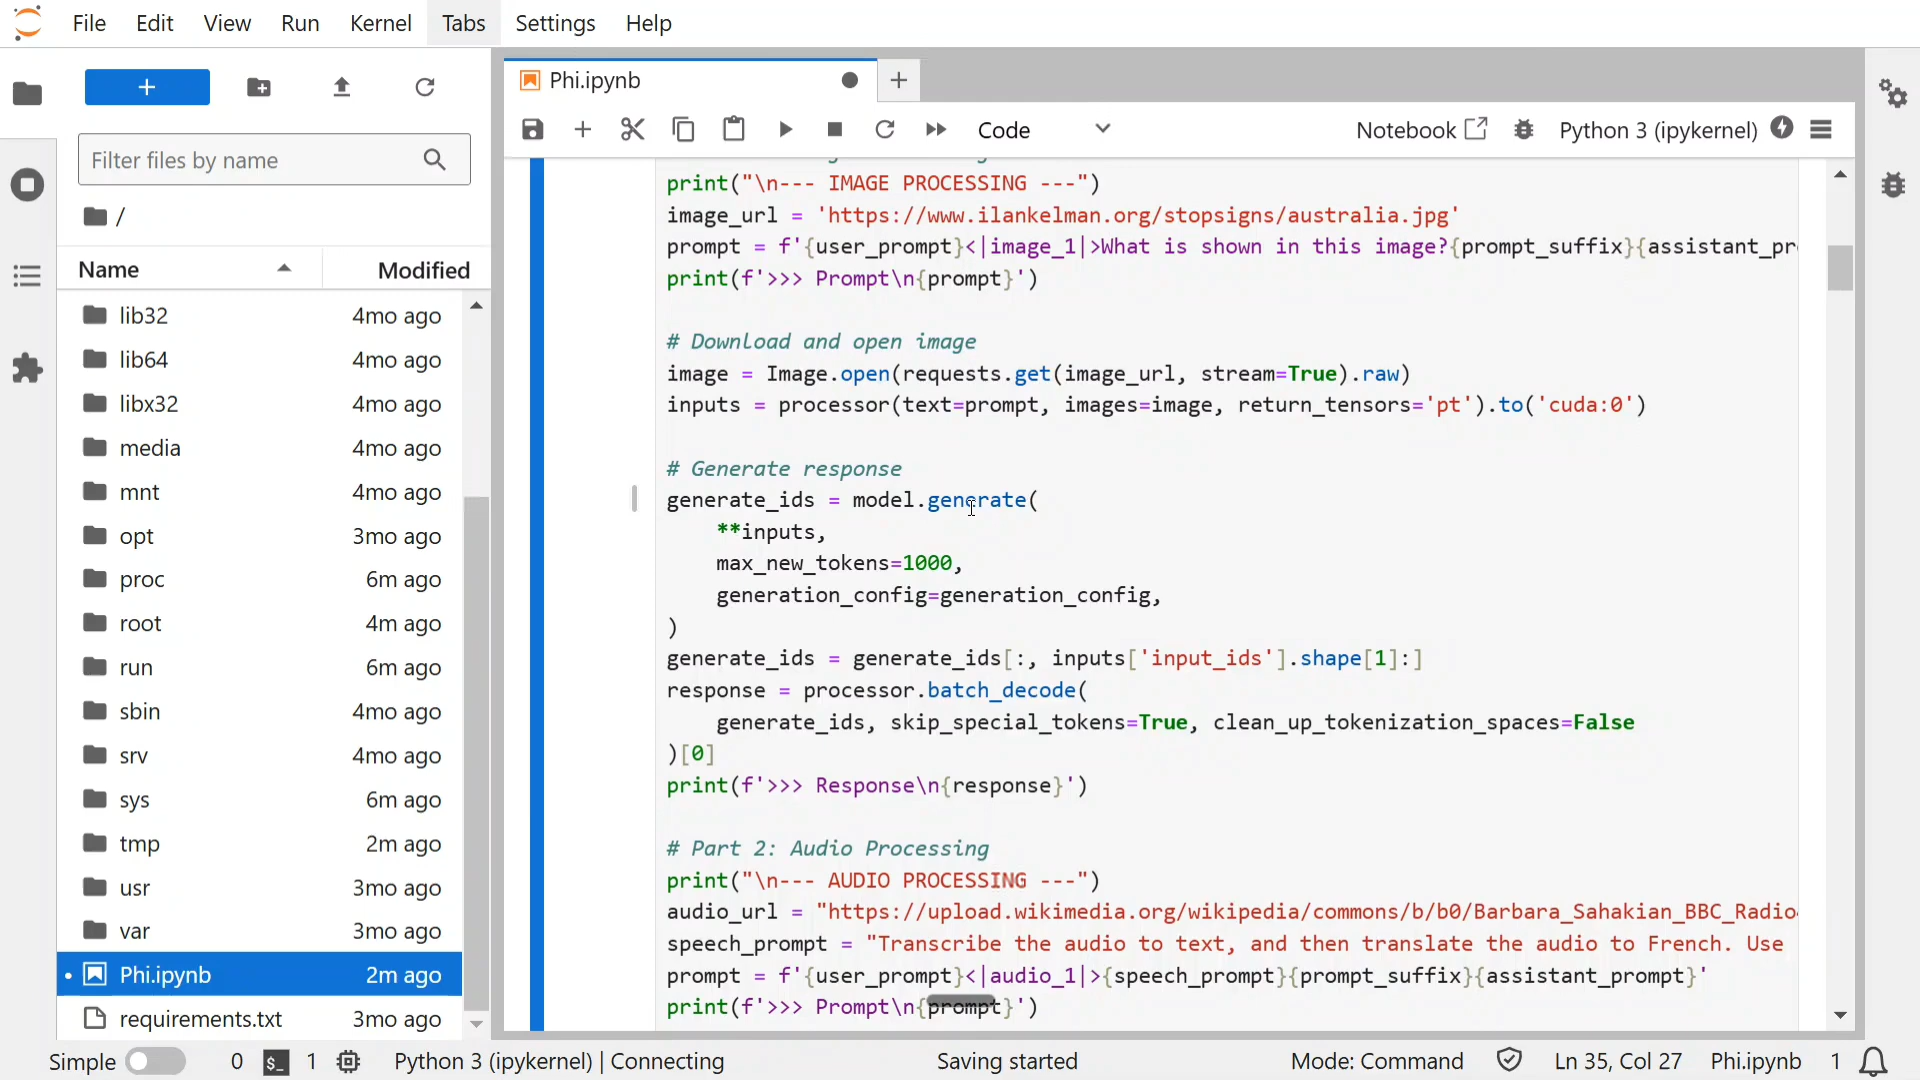 File Edit View Run Kernel Tabs Settings Help
Phi.ipynb
Code
Notebook
Python 3 (ipykernel)
Filter files by name
/
Name Modified
lib32 4mo ago
lib64 4mo ago
libx32 4mo ago
media 4mo ago
mnt 4mo ago
opt 3mo ago
proc 6m ago
root 4m ago
run 6m ago
sbin 4mo ago
srv 4mo ago
sys 6m ago
tmp 2m ago
usr 3mo ago
var 3mo ago
Phi.ipynb 2m ago
requirements.txt 3mo ago
print("\n--- IMAGE PROCESSING ---")
image_url = 'https://www.ilankelman.org/stopsigns/australia.jpg'
prompt = f'{user_prompt}<|image_1|>What is shown in this image?{prompt_suffix}{assistant_pr
print(f'>>> Prompt\n{prompt}')
# Download and open image
image = Image.open(requests.get(image_url, stream=True).raw)
inputs = processor(text=prompt, images=image, return_tensors='pt').to('cuda:0')
# Generate response
generate_ids = model.generate(
**inputs,
max_new_tokens=1000,
generation_config=generation_config,
)
generate_ids = generate_ids[:, inputs['input_ids'].shape[1]:]
response = processor.batch_decode(
generate_ids, skip_special_tokens=True, clean_up_tokenization_spaces=False
)[0]
print(f'>>> Response\n{response}')
# Part 2: Audio Processing
print("\n--- AUDIO PROCESSING ---")
audio_url = "https://upload.wikimedia.org/wikipedia/commons/b/b0/Barbara_Sahakian_BBC_Radio
speech_prompt = "Transcribe the audio to text, and then translate the audio to French. Use
prompt = f'{user_prompt}<|audio_1|>{speech_prompt}{prompt_suffix}{assistant_prompt}'
print(f'>>> Prompt\n{prompt}')
Simple 0 $_ 1 Python 3 (ipykernel) | Connecting Saving started Mode: Command Ln 35, Col 27 Phi.ipynb 1